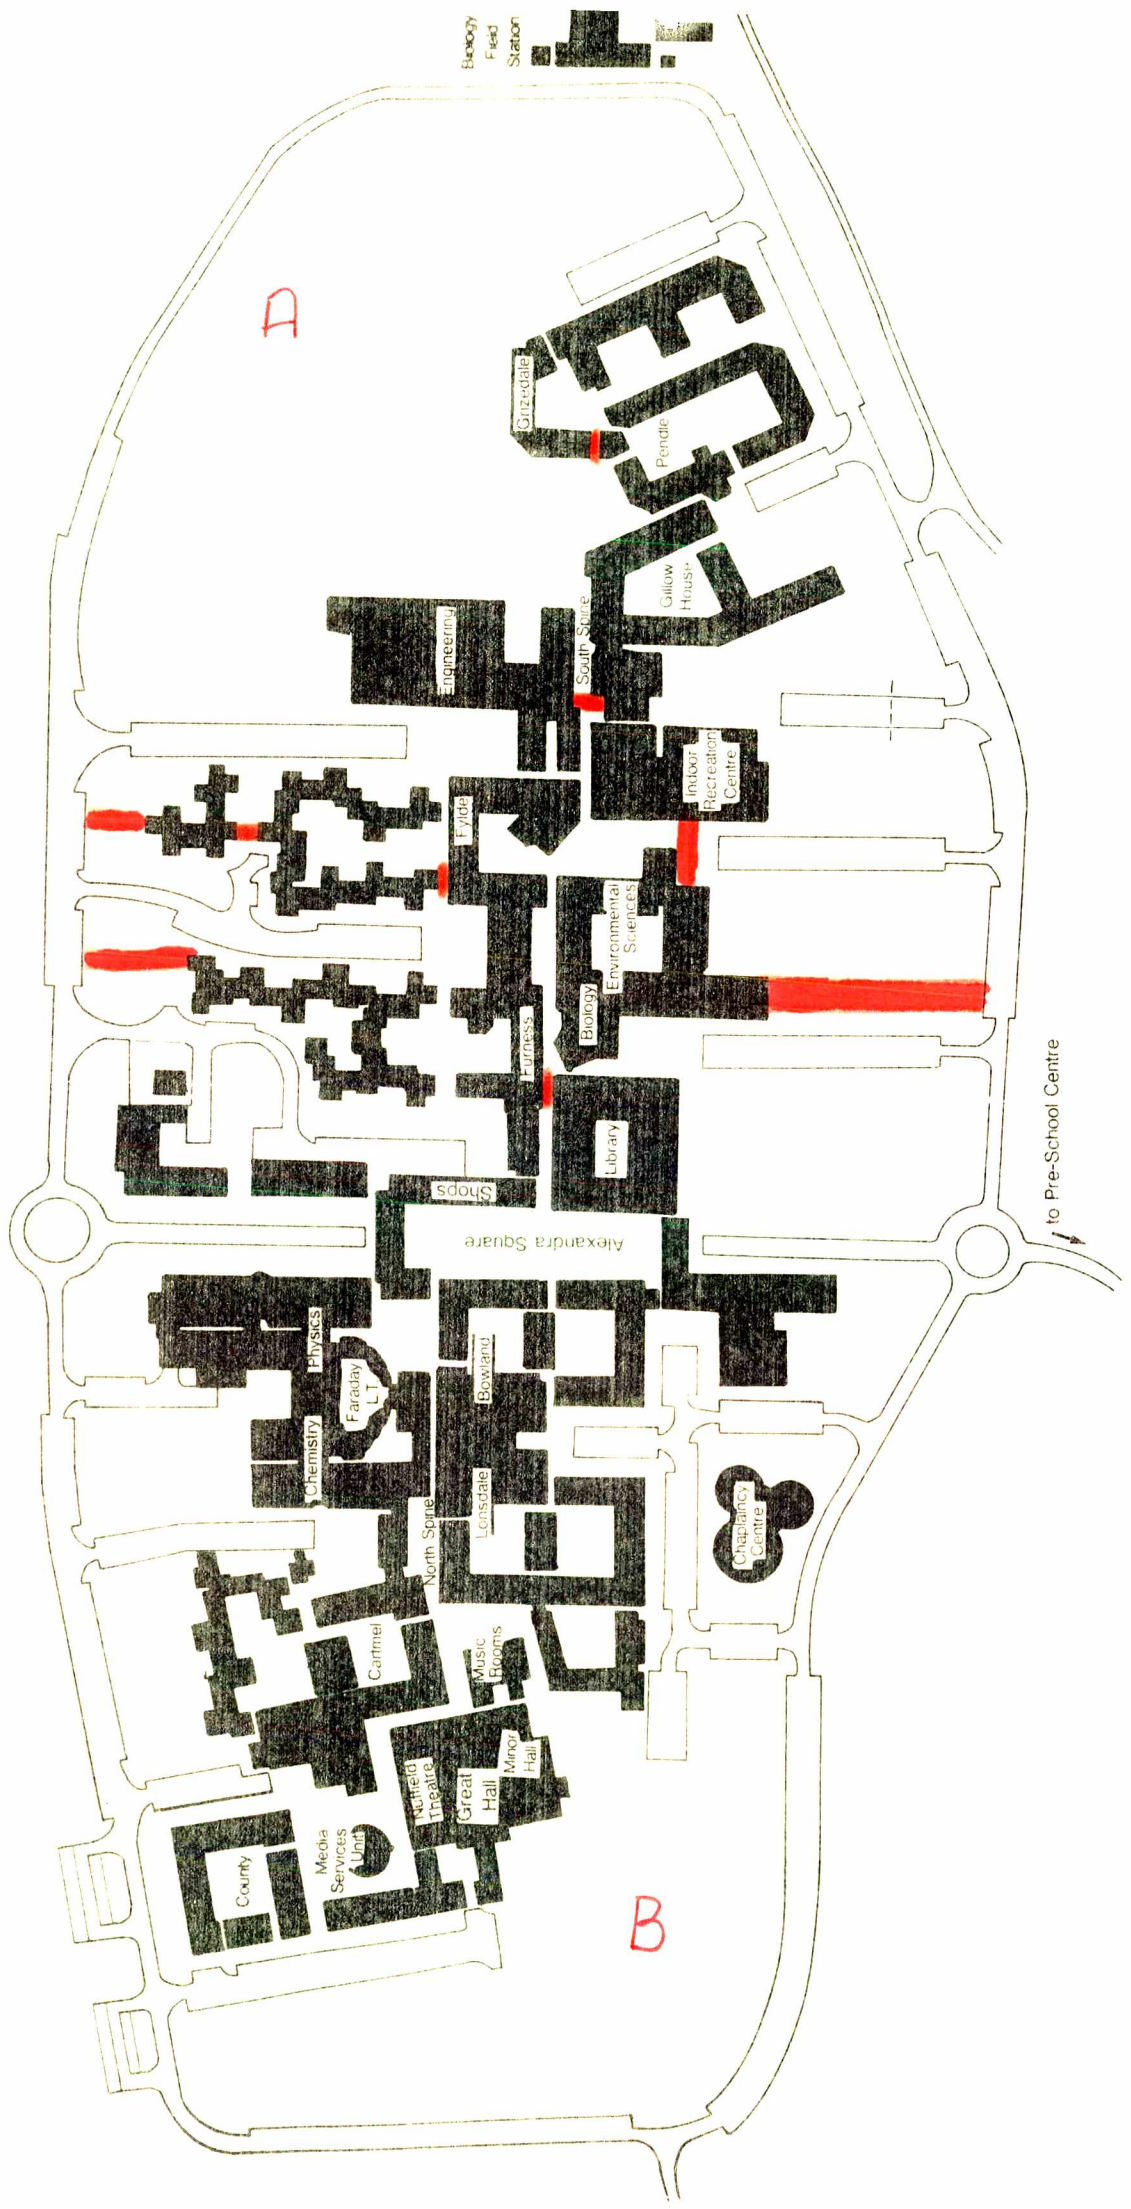 Biology
Field
Station
A
Grizedale
Pendle
Gillow
House
Engineering
South Spine
Indoor
Recreation
Centre
Fylde
Environmental
Sciences
Biology
Furness
Library
Shops
Alexandra Square
to Pre-School Centre
Physics
Faraday
LT
Chemistry
Bowland
Lonsdale
North Spine
Chaplaincy
Centre
Cartmel
Music
Rooms
Nuffield
Theatre
Great
Hall
Minor
Hall
Media
Services
Unit
County
B